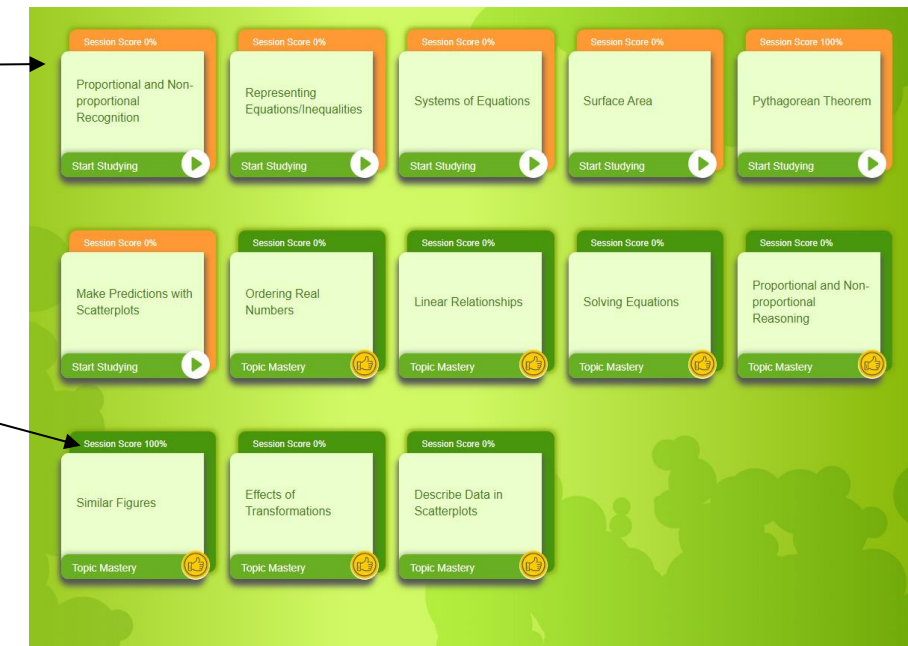 Session Score 0%
Proportional and Non-
proportional
Recognition
Start Studying
Session Score 0%
Representing
Equations/Inequalities
Start Studying
Session Score 0%
Systems of Equations
Start Studying
Session Score 0%
Surface Area
Start Studying
Session Score 100%
Pythagorean Theorem
Start Studying
Session Score 0%
Make Predictions with
Scatterplots
Start Studying
Session Score 0%
Ordering Real
Numbers
Topic Mastery
Session Score 0%
Linear Relationships
Topic Mastery
Session Score 0%
Solving Equations
Topic Mastery
Session Score 0%
Proportional and Non-
proportional
Reasoning
Topic Mastery
Session Score 100%
Similar Figures
Topic Mastery
Session Score 0%
Effects of
Transformations
Topic Mastery
Session Score 0%
Describe Data in
Scatterplots
Topic Mastery